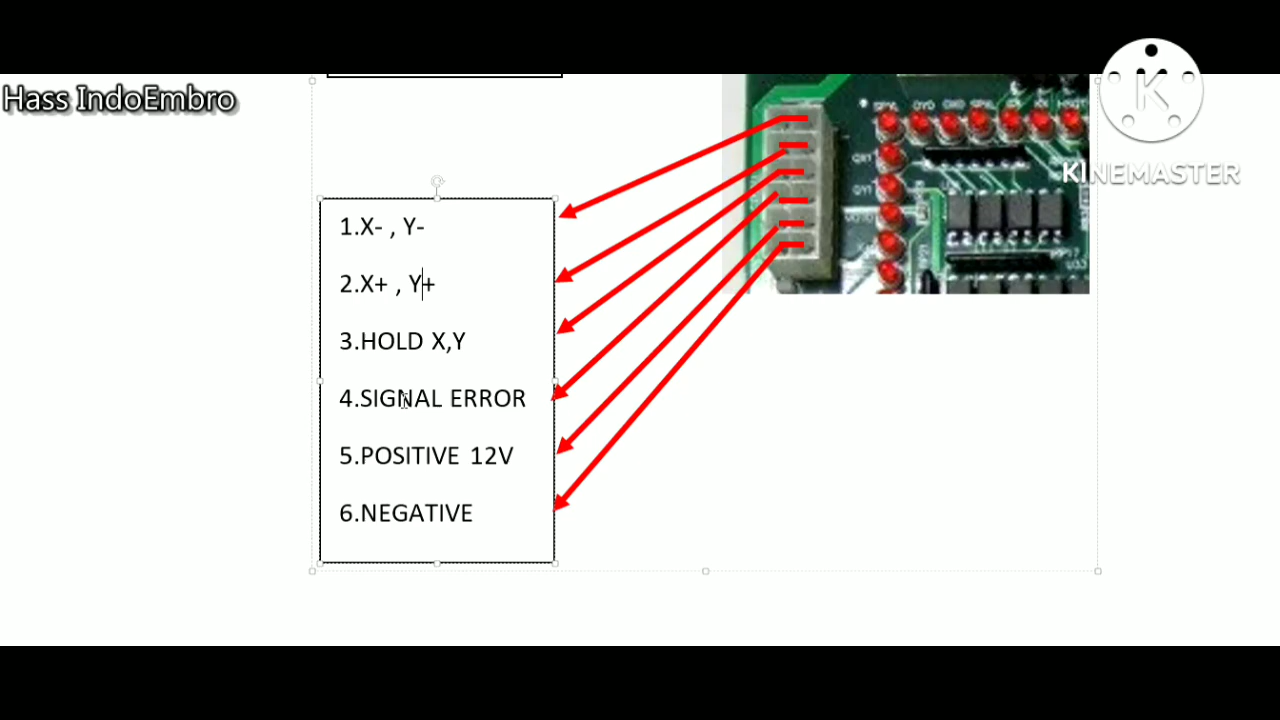 Hass IndoEmbro
K
KINEMASTER
1.X- , Y-
2.X+ , Y+
3.HOLD X,Y
4.SIGNAL ERROR
5.POSITIVE 12V
6.NEGATIVE